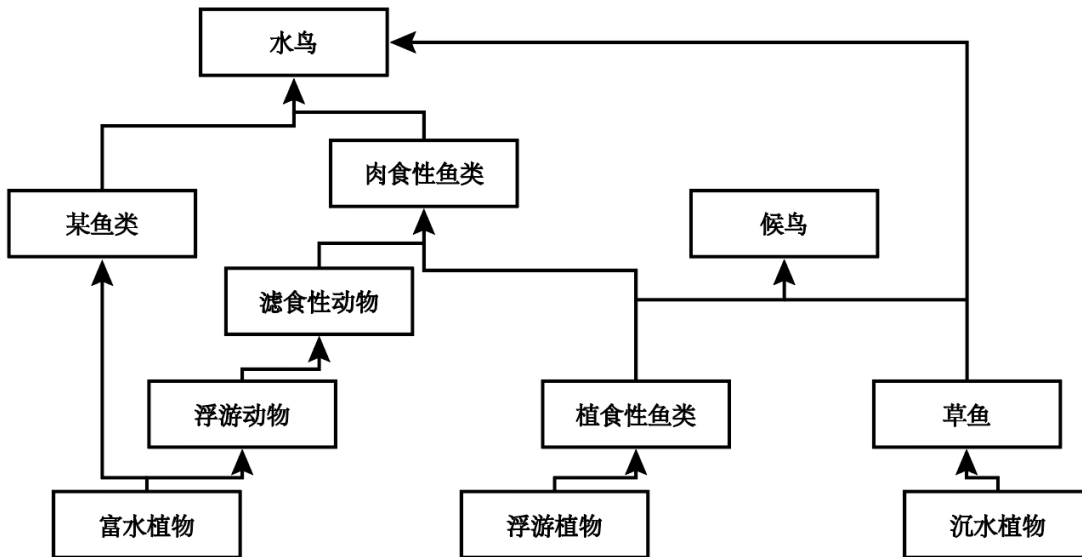 水鸟
肉食性鱼类
某鱼类
候鸟
滤食性动物
浮游动物
植食性鱼类
草鱼
富水植物
浮游植物
沉水植物